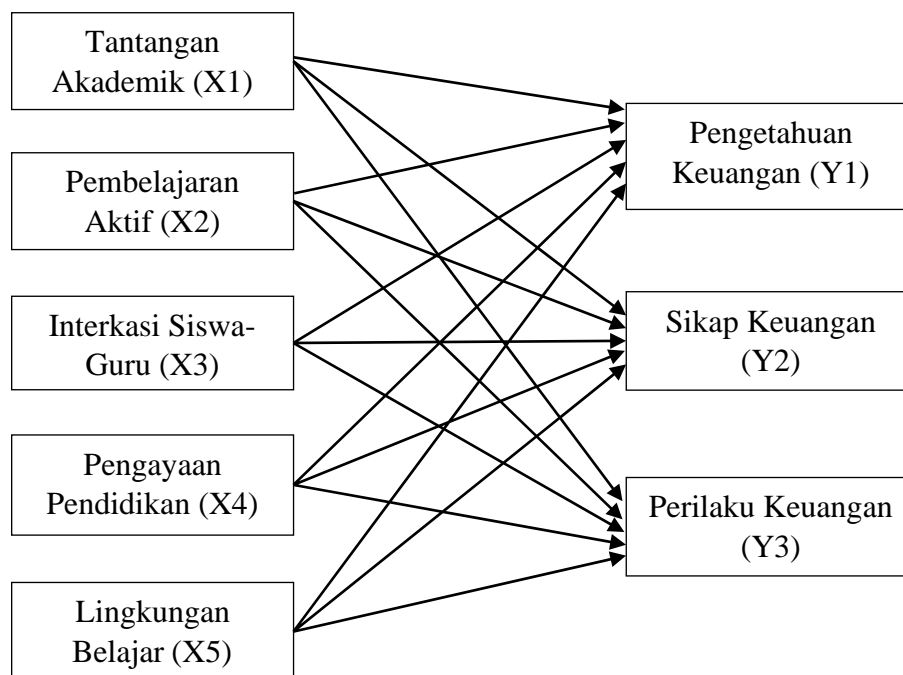 Tantangan
Akademik (X1)
Pembelajaran
Aktif (X2)
Interkasi Siswa-
Guru (X3)
Pengayaan
Pendidikan (X4)
Lingkungan
Belajar (X5)
Pengetahuan
Keuangan (Y1)
Sikap Keuangan
(Y2)
Perilaku Keuangan
(Y3)